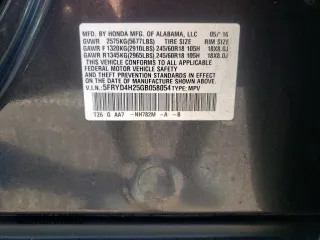 MFD. BY HONDA MFG. OF ALABAMA, LLC 05/'16
GVWR 2575KG(5677LBS) TIRE SIZE RIM SIZE
GAWR F 1320KG(2910LBS) 245/60R18 105H 18X8.0J
GAWR R 1345KG(2965LBS) 245/60R18 105H 18X8.0J
THIS VEHICLE CONFORMS TO ALL APPLICABLE
FEDERAL MOTOR VEHICLE SAFETY AND THEFT
PREVENTION STANDARDS IN EFFECT ON THE DATE
OF MANUFACTURE SHOWN ABOVE.
V.I.N.: 5FRYD4H25GB058054 TYPE: MPV
TZ6 G AA7 -NH782M -A -B